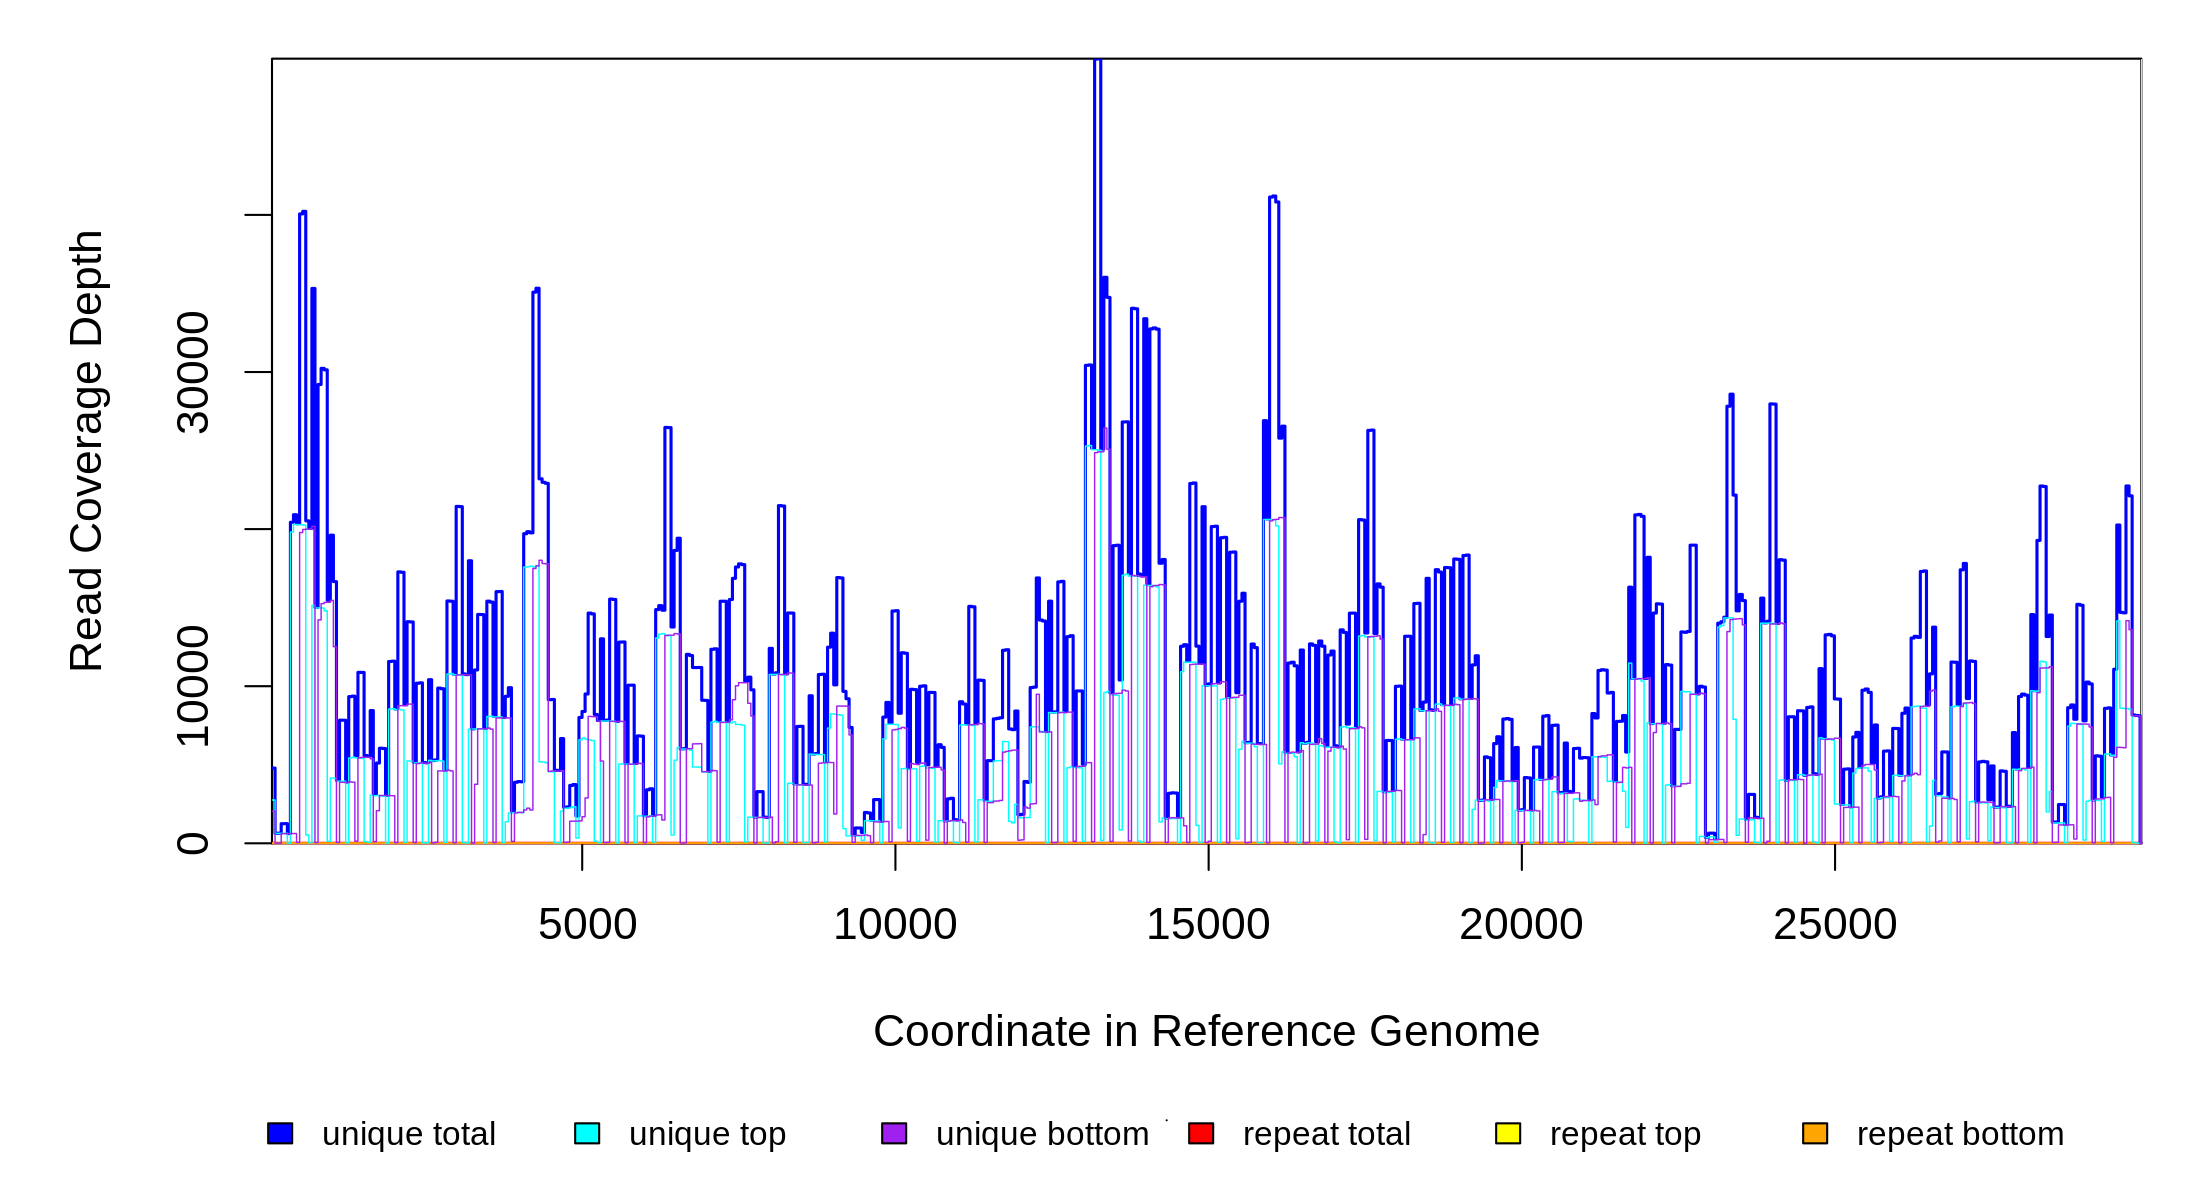 Read Coverage Depth
30000
10000
0
5000 10000 15000 20000 25000
Coordinate in Reference Genome
unique total unique top unique bottom repeat total repeat top repeat bottom